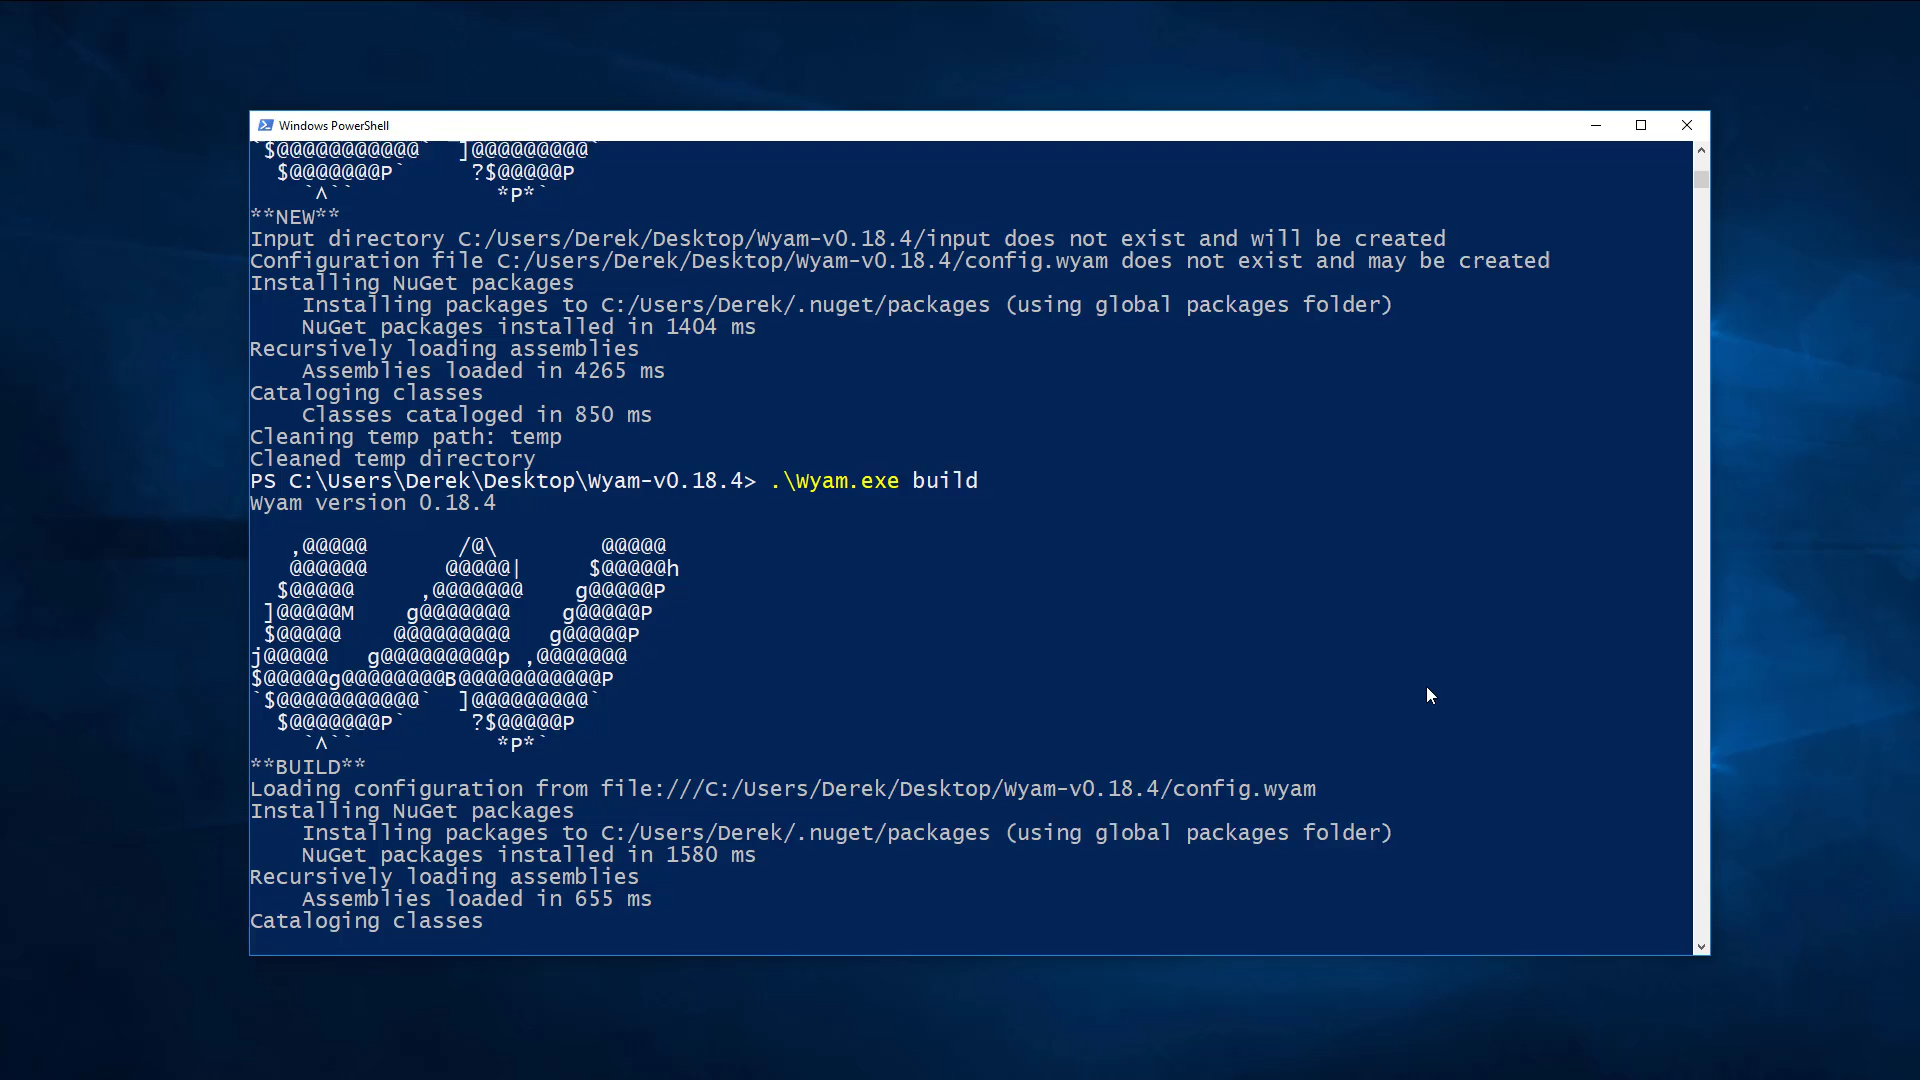 Windows PowerShell
`$@@@@@@@@@@@`  ]@@@@@@@@@`
  $@@@@@@@P`     ?$@@@@@P
    `^``           *P*`
**NEW**
Input directory C:/Users/Derek/Desktop/Wyam-v0.18.4/input does not exist and will be created
Configuration file C:/Users/Derek/Desktop/Wyam-v0.18.4/config.wyam does not exist and may be created
Installing NuGet packages
    Installing packages to C:/Users/Derek/.nuget/packages (using global packages folder)
    NuGet packages installed in 1404 ms
Recursively loading assemblies
    Assemblies loaded in 4265 ms
Cataloging classes
    Classes cataloged in 850 ms
Cleaning temp path: temp
Cleaned temp directory
PS C:\Users\Derek\Desktop\Wyam-v0.18.4> .\Wyam.exe build
Wyam version 0.18.4
   ,@@@@@       /@\        @@@@@
   @@@@@@      @@@@@|     $@@@@@h
  $@@@@@     ,@@@@@@@    g@@@@@P
 ]@@@@@M    g@@@@@@@    g@@@@@P
 $@@@@@    @@@@@@@@@   g@@@@@P
j@@@@@   g@@@@@@@@@p ,@@@@@@@
$@@@@@g@@@@@@@@B@@@@@@@@@@@P
`$@@@@@@@@@@@`  ]@@@@@@@@@`
  $@@@@@@@P`     ?$@@@@@P
    `^``           *P*`
**BUILD**
Loading configuration from file:///C:/Users/Derek/Desktop/Wyam-v0.18.4/config.wyam
Installing NuGet packages
    Installing packages to C:/Users/Derek/.nuget/packages (using global packages folder)
    NuGet packages installed in 1580 ms
Recursively loading assemblies
    Assemblies loaded in 655 ms
Cataloging classes